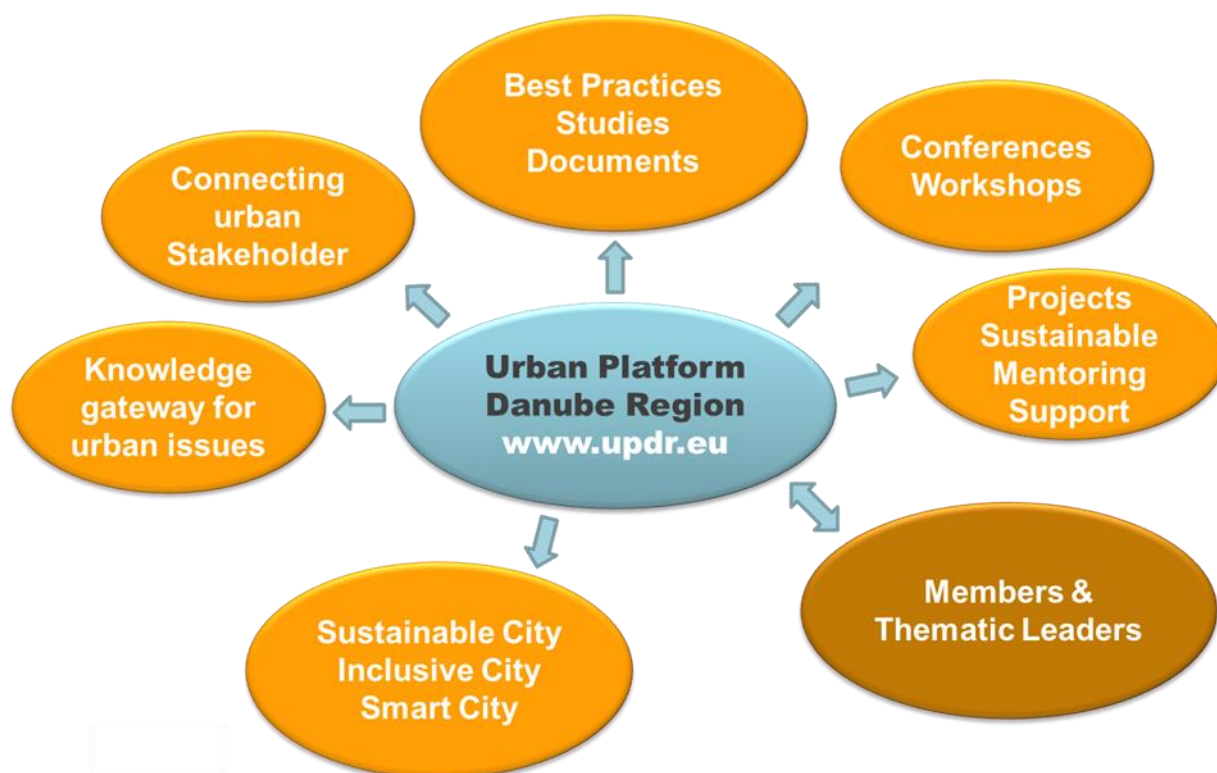 Best Practices
Studies
Documents
Conferences
Workshops
Connecting
urban
Stakeholder
Projects
Sustainable
Mentoring
Support
Knowledge
gateway for
urban issues
Urban Platform
Danube Region
www.updr.eu
Members &
Thematic Leaders
Sustainable City
Inclusive City
Smart City